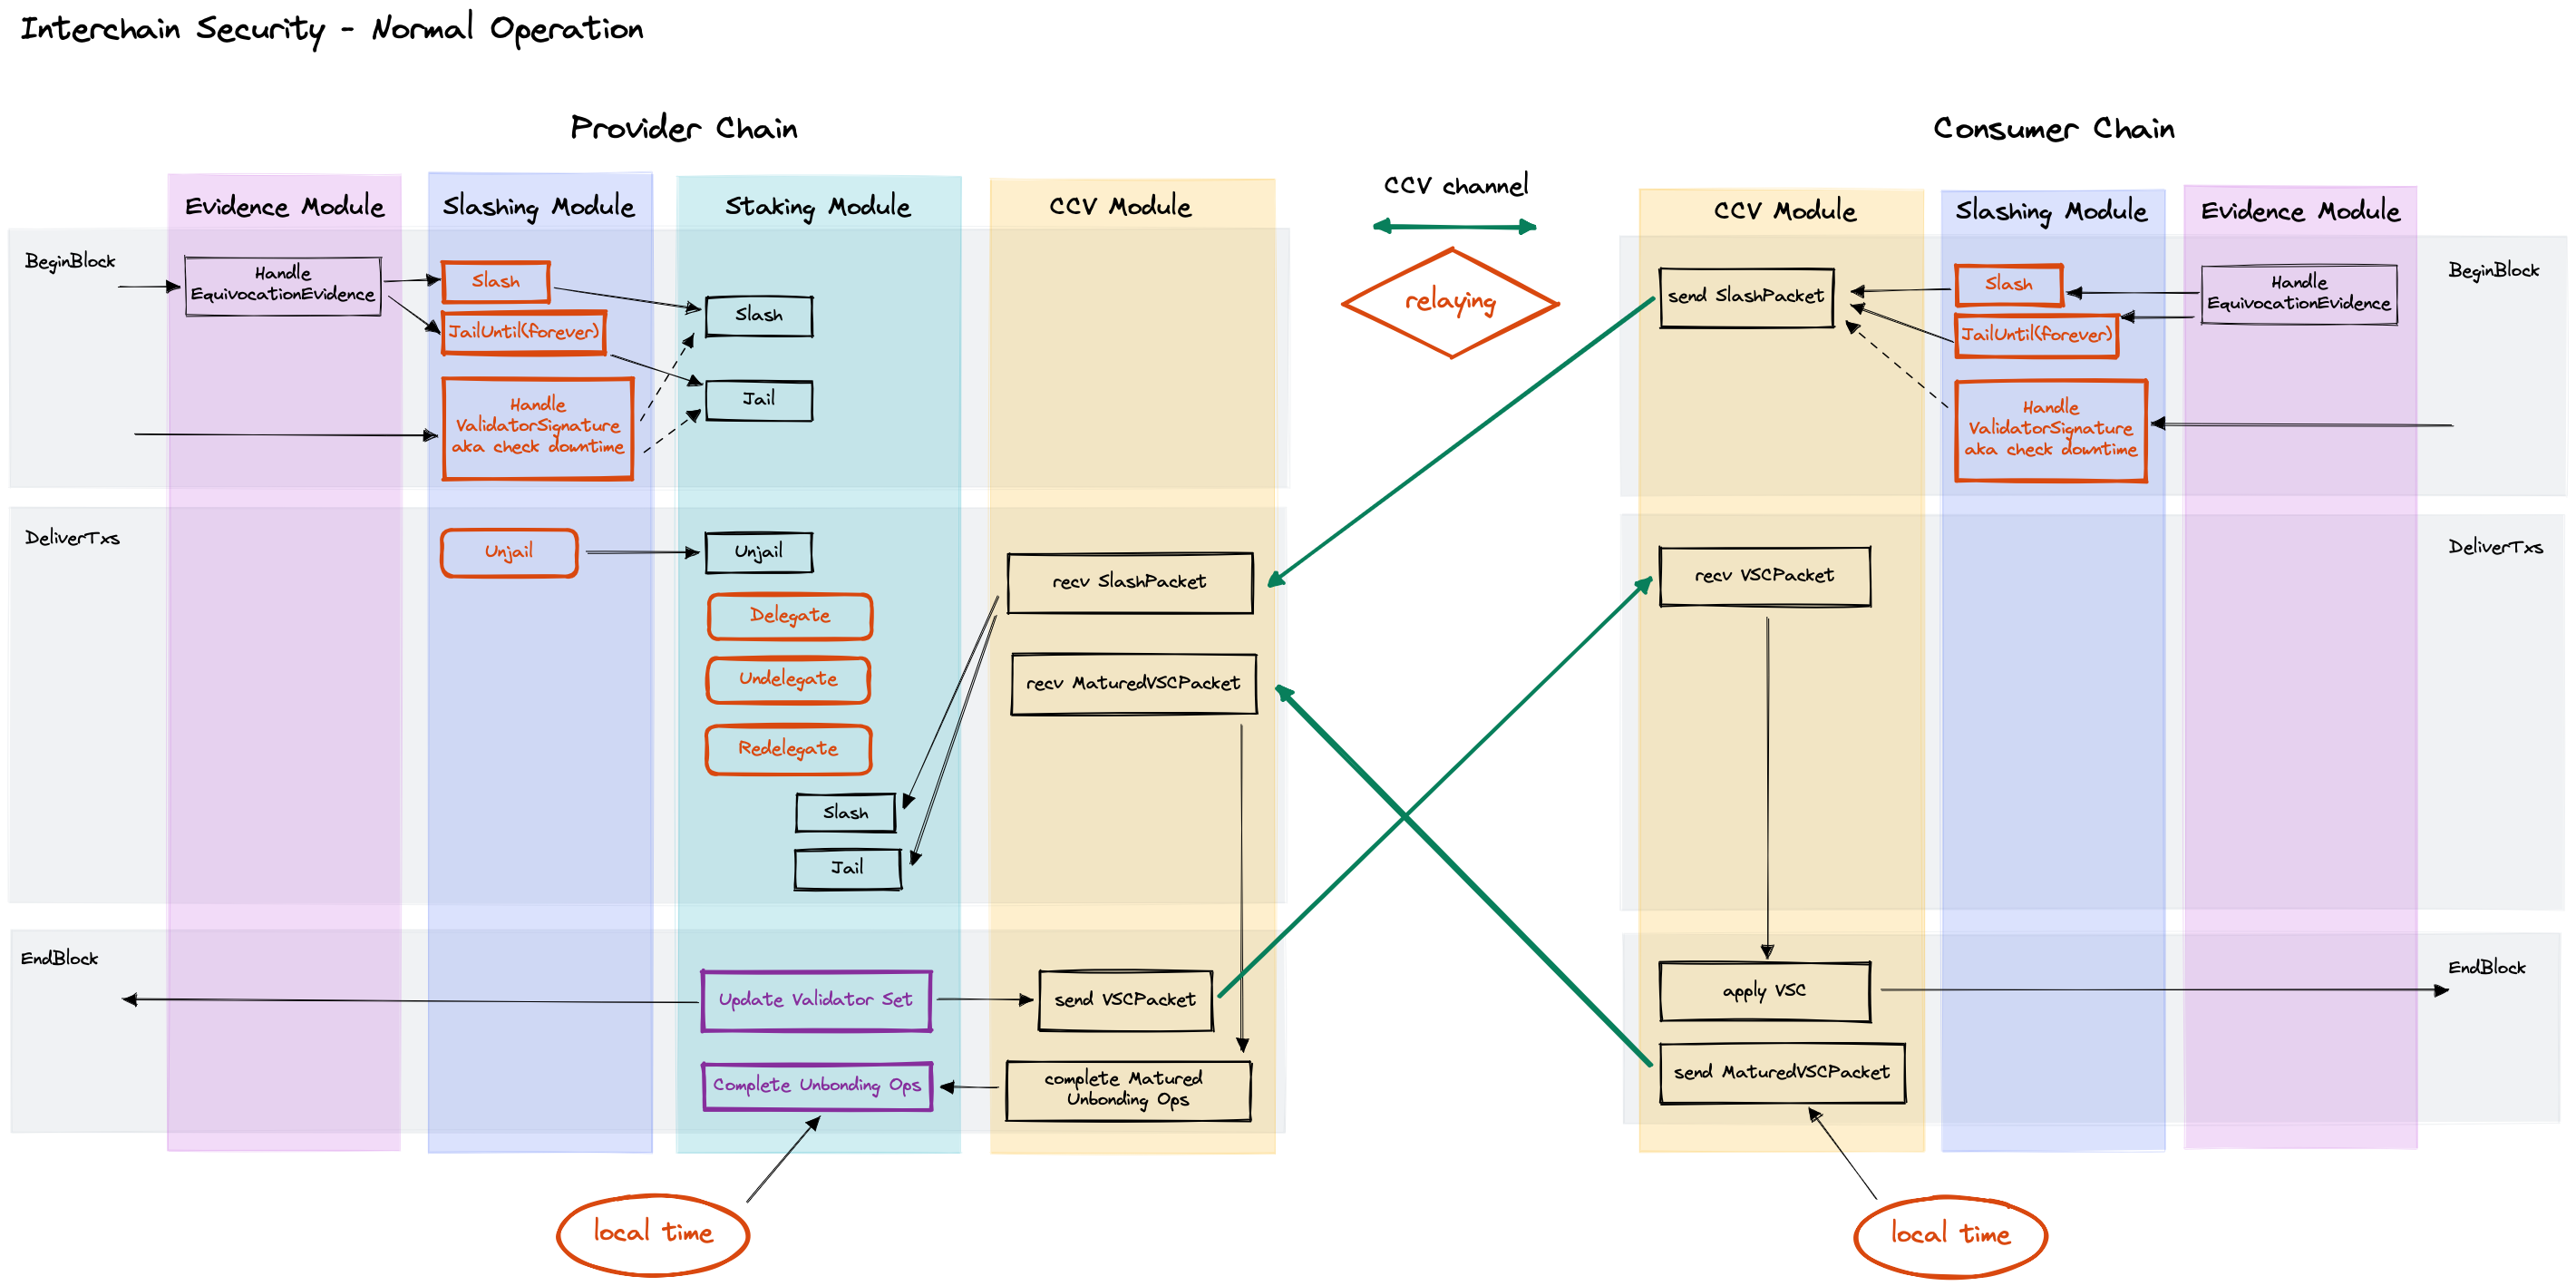 Interchain Security - Normal Operation
Provider Chain
Evidence Module
Slashing Module
Staking Module
CCV Module
BeginBlock
Handle
EquivocationEvidence
Slash
JailUntil(forever)
Handle
ValidatorSignature
aka check downtime
Slash
Jail
DeliverTxs
Unjail
Unjail
Delegate
Undelegate
Redelegate
Slash
Jail
recv SlashPacket
recv MaturedVSCPacket
EndBlock
Update Validator Set
send VSCPacket
Complete Unbonding Ops
complete Matured
Unbonding Ops
local time
CCV channel
relaying
Consumer Chain
CCV Module
Slashing Module
Evidence Module
send SlashPacket
Slash
JailUntil(forever)
Handle
ValidatorSignature
aka check downtime
Handle
EquivocationEvidence
BeginBlock
recv VSCPacket
DeliverTxs
apply VSC
send MaturedVSCPacket
EndBlock
local time